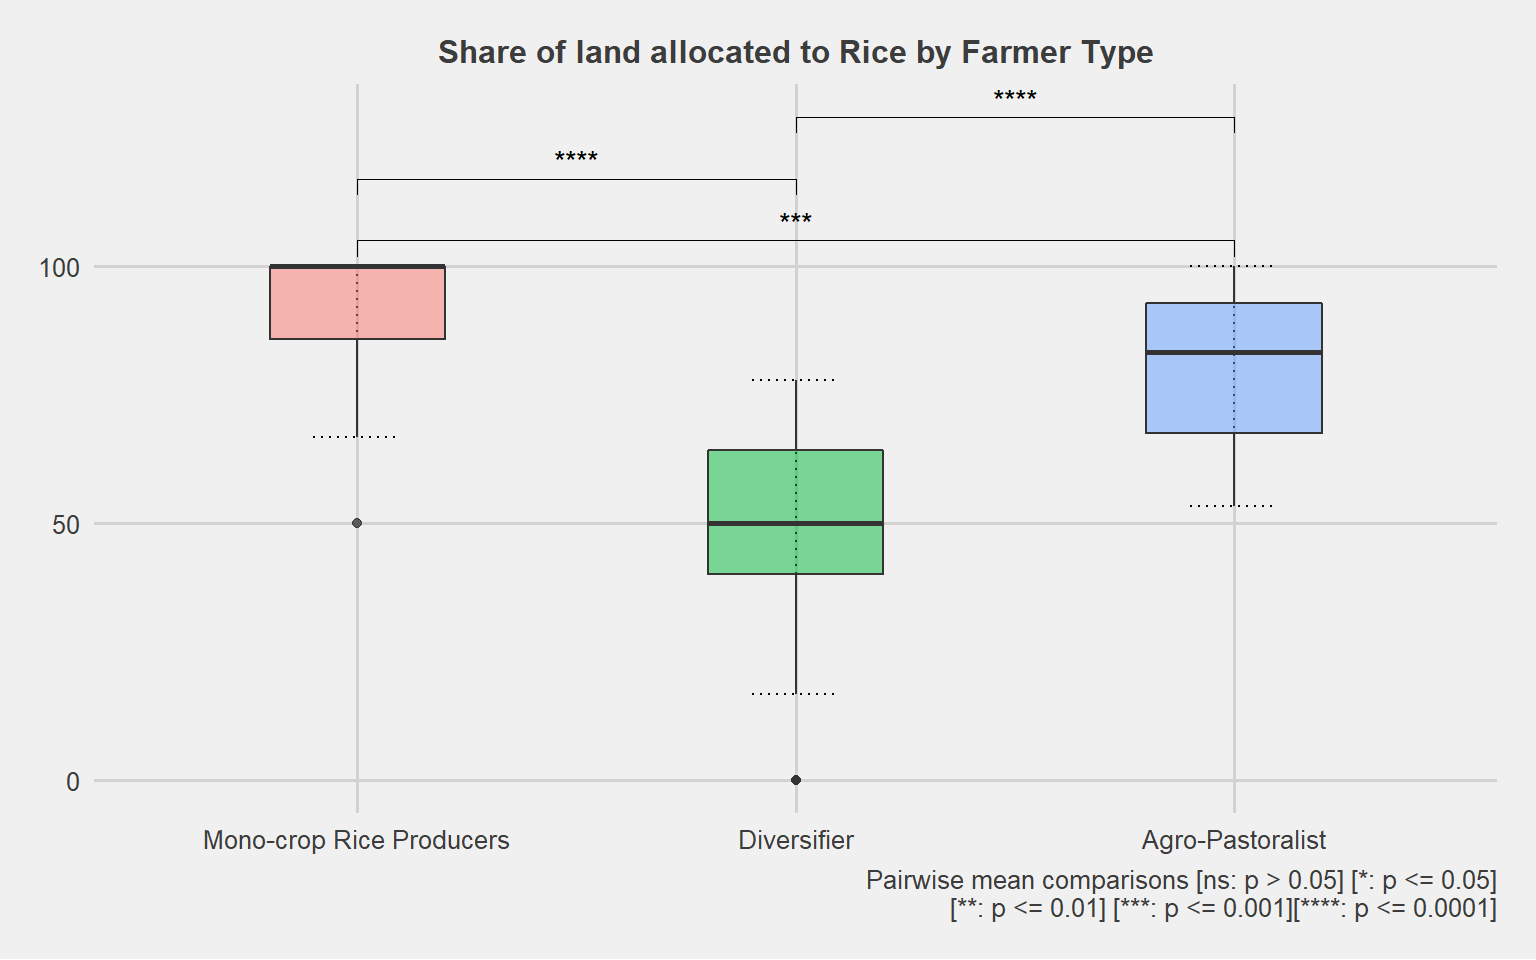 Share of land allocated to Rice by Farmer Type
****
****
***
100
50
0
Mono-crop Rice Producers
Diversifier
Agro-Pastoralist
Pairwise mean comparisons [ns: p > 0.05] [*: p <= 0.05]
[**: p <= 0.01] [***: p <= 0.001][****: p <= 0.0001]